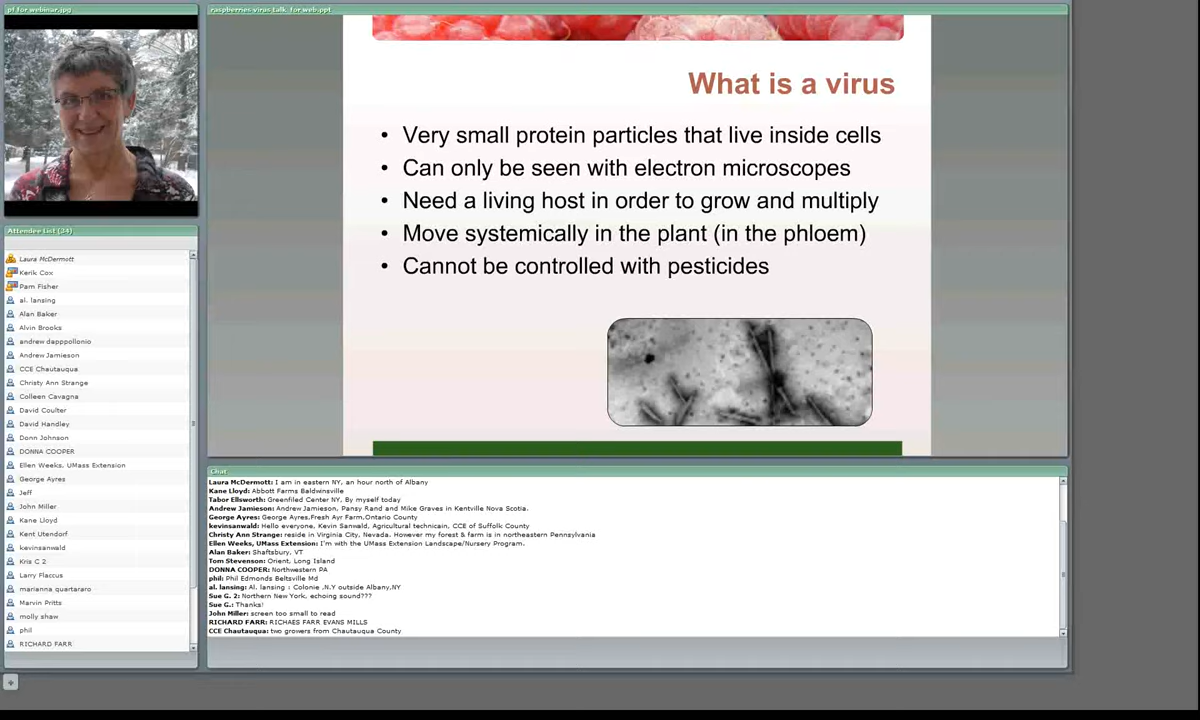 pf for webinar.jpg
Attendee List (34)
Laura McDermott
Kerik Cox
Pam Fisher
al. lansing
Alan Baker
Alvin Brooks
andrew dapppollonio
Andrew Jamieson
CCE Chautauqua
Christy Ann Strange
Colleen Cavagna
David Coulter
David Handley
Donn Johnson
DONNA COOPER
Ellen Weeks, UMass Extension
George Ayres
Jeff
John Miller
Kane Lloyd
Kent Utendorf
kevinsanwald
Kris C 2
Larry Flaccus
marianna quartararo
Marvin Pritts
molly shaw
phil
RICHARD FARR
raspberries virus talk for web.ppt
What is a virus
• Very small protein particles that live inside cells
• Can only be seen with electron microscopes
• Need a living host in order to grow and multiply
• Move systemically in the plant (in the phloem)
• Cannot be controlled with pesticides
Chat
Laura McDermott: I am in eastern NY, an hour north of Albany
Kane Lloyd: Abbott Farms Baldwinsville
Tabor Ellsworth: Greenfiled Center NY, By myself today
Andrew Jamieson: Andrew Jamieson, Pansy Rand and Mike Graves in Kentville Nova Scotia.
George Ayres: George Ayres,Fresh Ayr Farm,Ontario County
kevinsanwald: Hello everyone, Kevin Sanwald, Agricultural technicain, CCE of Suffolk County
Christy Ann Strange: reside in Virginia City, Nevada. However my forest & farm is in northeastern Pennsylvania
Ellen Weeks, UMass Extension: I'm with the UMass Extension Landscape/Nursery Program.
Alan Baker: Shaftsbury, VT
Tom Stevenson: Orient, Long Island
DONNA COOPER: Northwestern PA
phil: Phil Edmonds Beltsville Md
al. lansing: Al. lansing : Colonie ,N.Y outside Albany,NY
Sue G. 2: Northern New York, echoing sound???
Sue G.: Thanks!
John Miller: screen too small to read
RICHARD FARR: RICHAES FARR EVANS MILLS
CCE Chautauqua: two growers from Chautauqua County